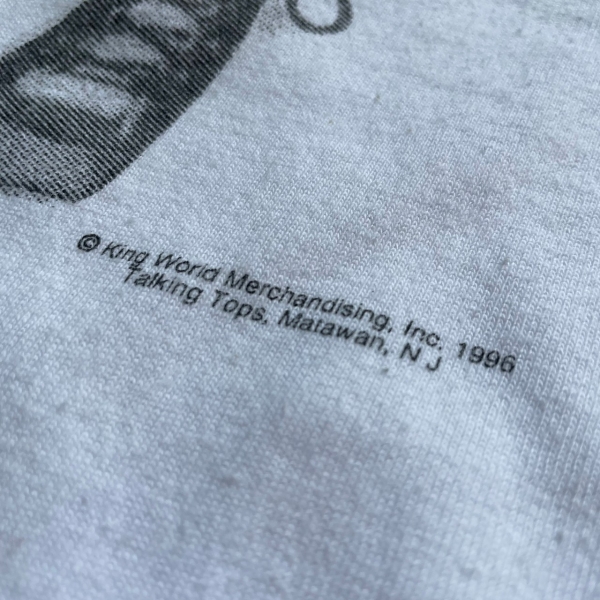 © King World Merchandising, Inc. 1996
Talking Tops, Matawan, N J